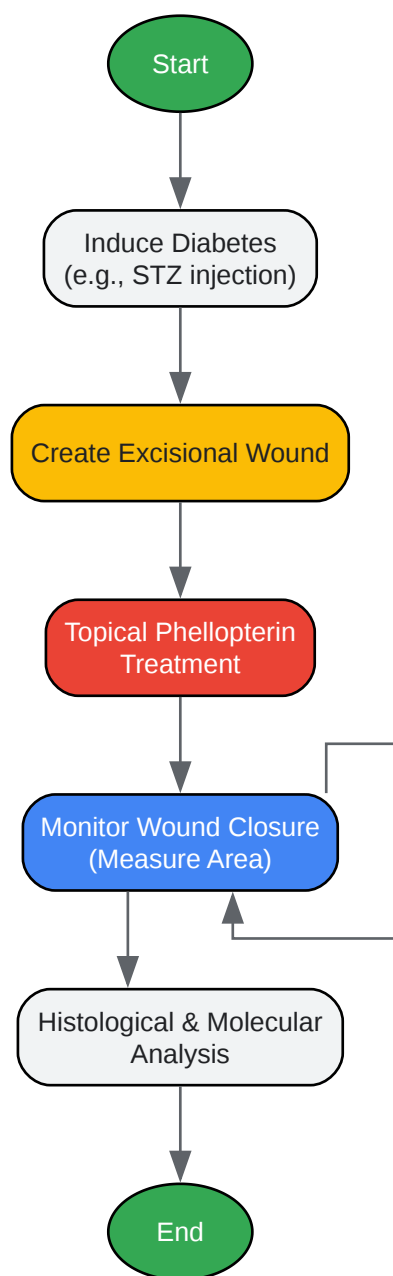 Start
Induce Diabetes
(e.g., STZ injection)
Create Excisional Wound
Topical Phellopterin
Treatment
Monitor Wound Closure
(Measure Area)
Histological & Molecular
Analysis
End